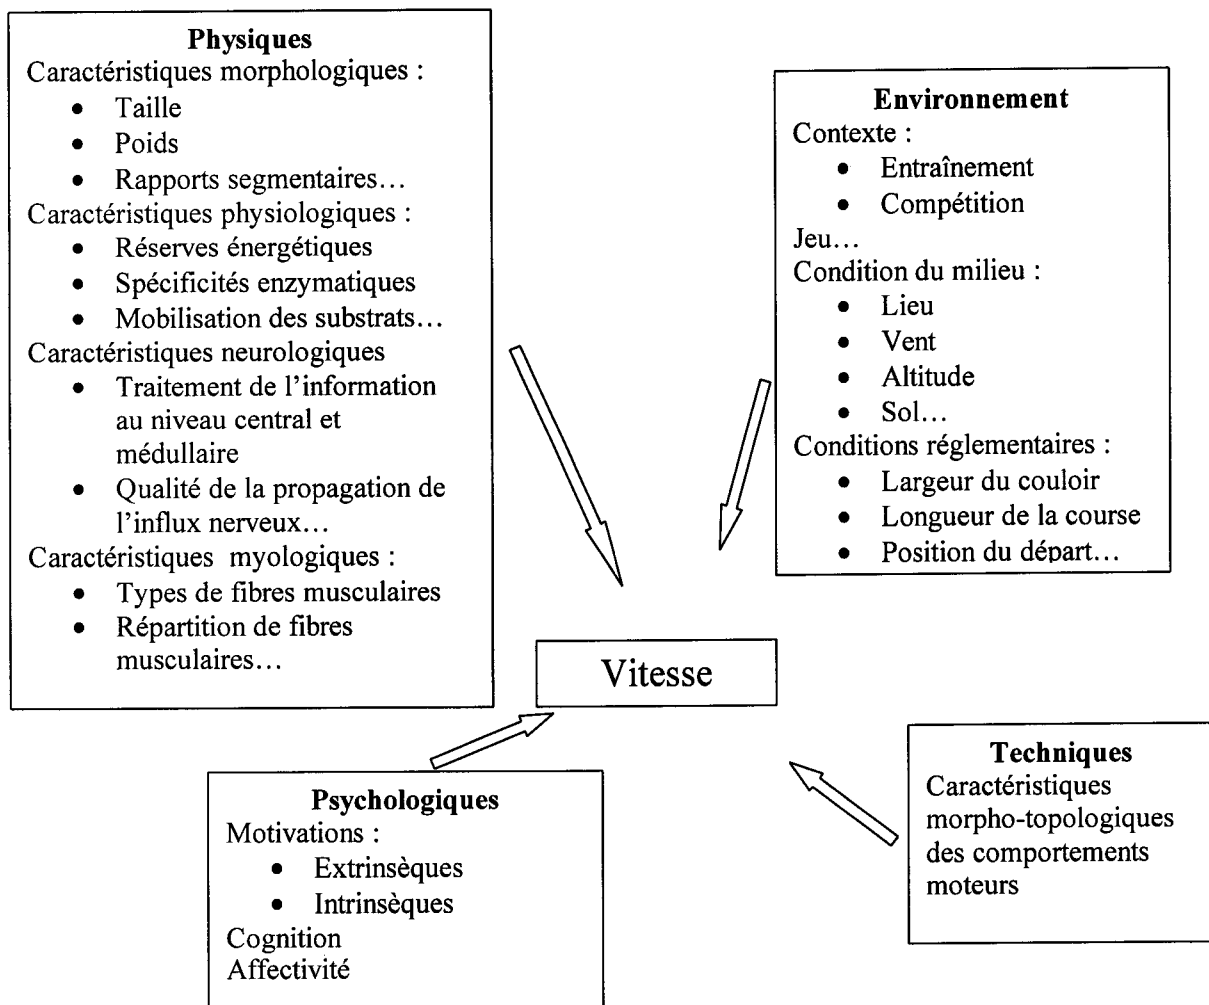 Physiques
Caractéristiques morphologiques :
• Taille
• Poids
• Rapports segmentaires…
Caractéristiques physiologiques :
• Réserves énergétiques
• Spécificités enzymatiques
• Mobilisation des substrats…
Caractéristiques neurologiques
• Traitement de l’information
au niveau central et
médullaire
• Qualité de la propagation de
l’influx nerveux…
Caractéristiques myologiques :
• Types de fibres musculaires
• Répartition de fibres
musculaires…
Environnement
Contexte :
• Entraînement
• Compétition
Jeu…
Condition du milieu :
• Lieu
• Vent
• Altitude
• Sol…
Conditions réglementaires :
• Largeur du couloir
• Longueur de la course
• Position du départ…
Vitesse
Psychologiques
Motivations :
• Extrinsèques
• Intrinsèques
Cognition
Affectivité
Techniques
Caractéristiques
morpho-topologiques
des comportements
moteurs